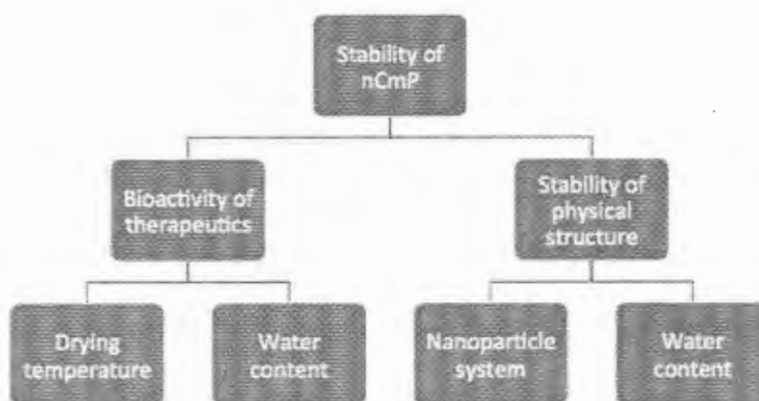 Stability of
nCmP
Bioactivity of
therapeutics
Stability of
physical
structure
Drying
temperature
Water
content
Nanoparticle
system
Water
content